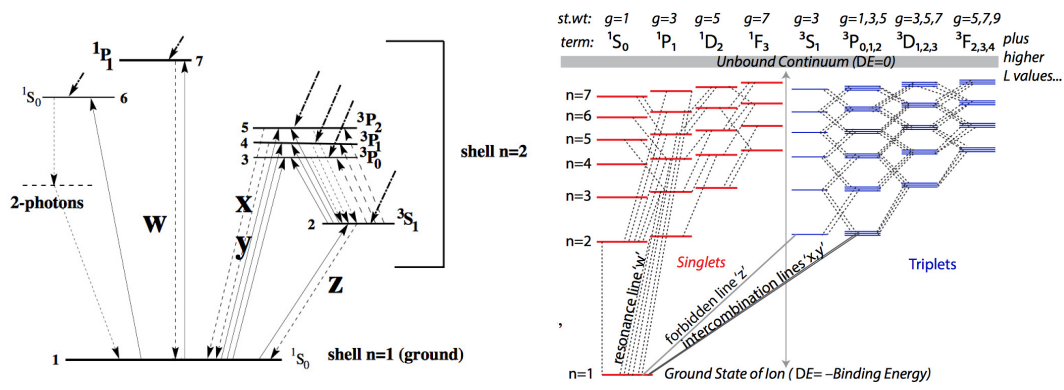 ¹P₁
7
¹S₀
6
2-photons
w
5
³P₂
4
³P₁
3
³P₀
shell n=2
x
y
2
³S₁
z
1
¹S₀
shell n=1 (ground)
st.wt: g=1 g=3 g=5 g=7 g=3 g=1,3,5 g=3,5,7 g=5,7,9
term: ¹S₀ ¹P₁ ¹D₂ ¹F₃ ³S₁ ³P₀,₁,₂ ³D₁,₂,₃ ³F₂,₃,₄
plus
higher
L values...
Unbound Continuum (DE=0)
n=7
n=6
n=5
n=4
n=3
n=2
Singlets
Triplets
resonance line 'w'
forbidden line 'z'
intercombination lines 'x,y'
,
n=1
Ground State of Ion ( DE= –Binding Energy)